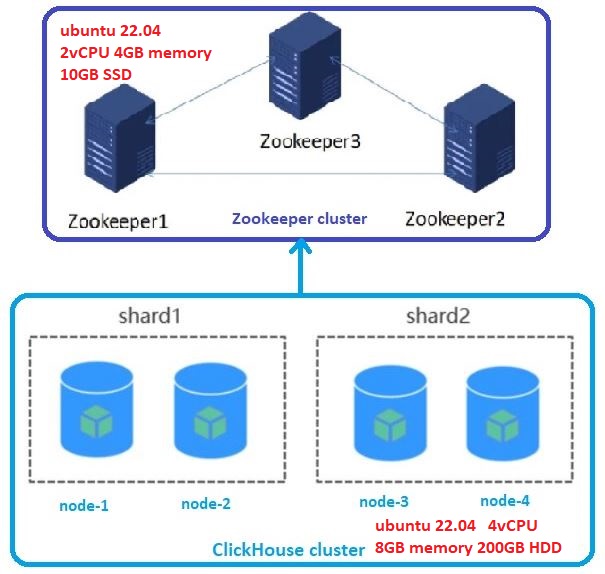 ubuntu 22.04
2vCPU 4GB memory
10GB SSD
Zookeeper3
Zookeeper1
Zookeeper cluster
Zookeeper2
shard1
shard2
node-1
node-2
node-3
node-4
ubuntu 22.04 4vCPU
8GB memory 200GB HDD
ClickHouse cluster